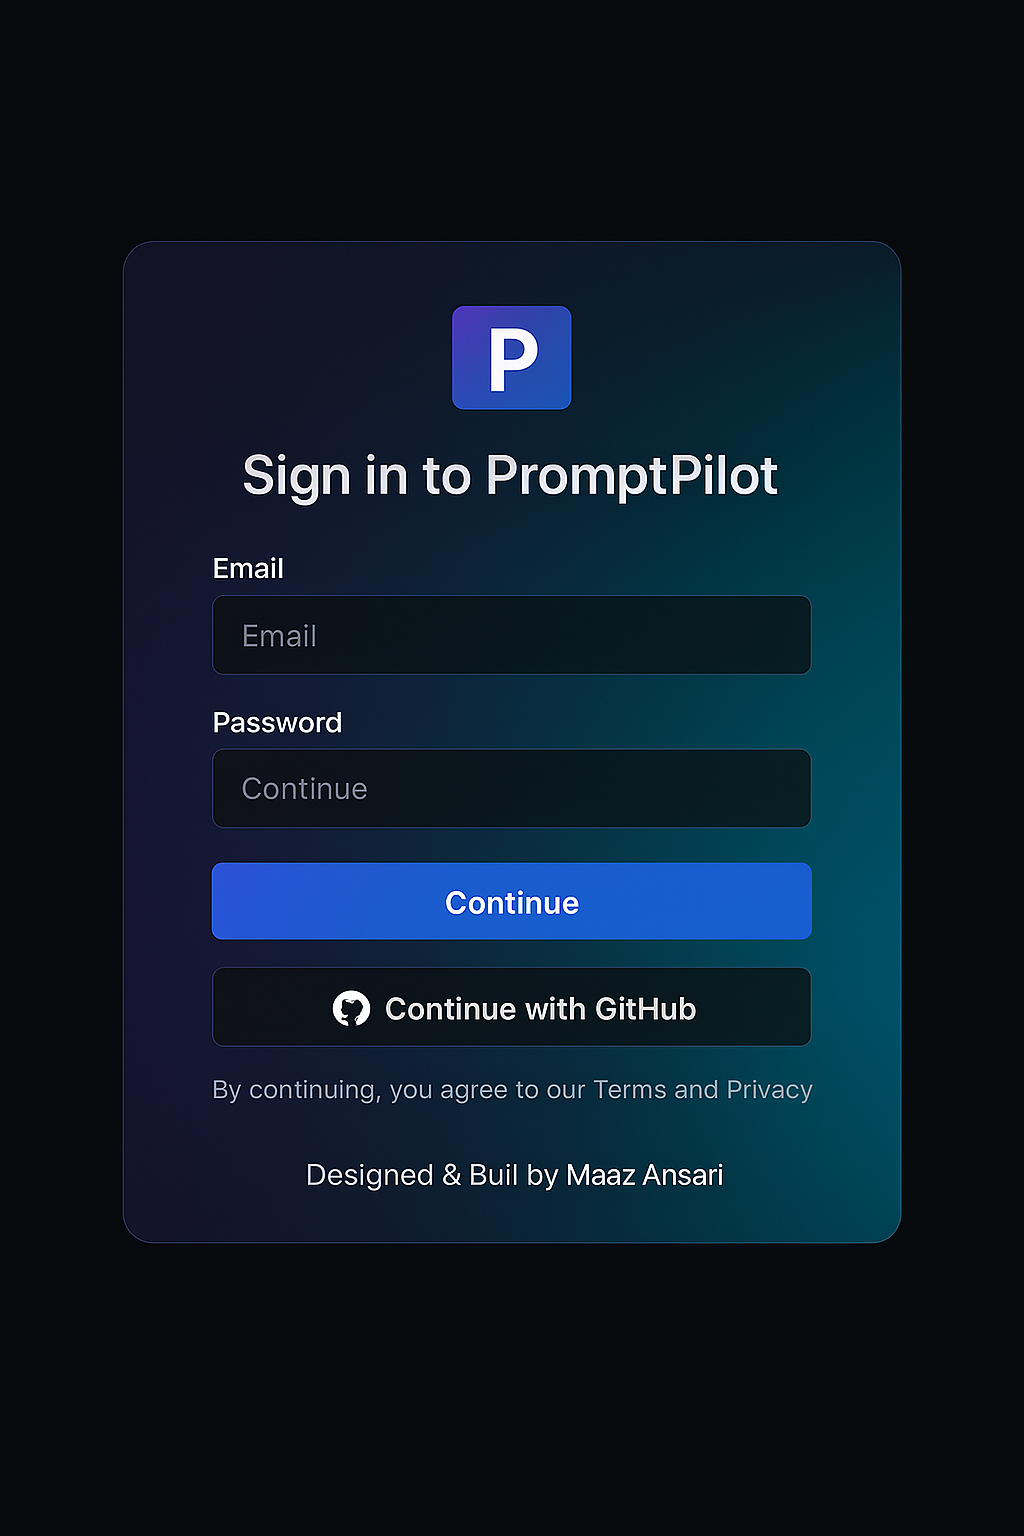 P
Sign in to PromptPilot
Email
Email
Password
Continue
Continue
Continue with GitHub
By continuing, you agree to our Terms and Privacy
Designed & Buil by Maaz Ansari